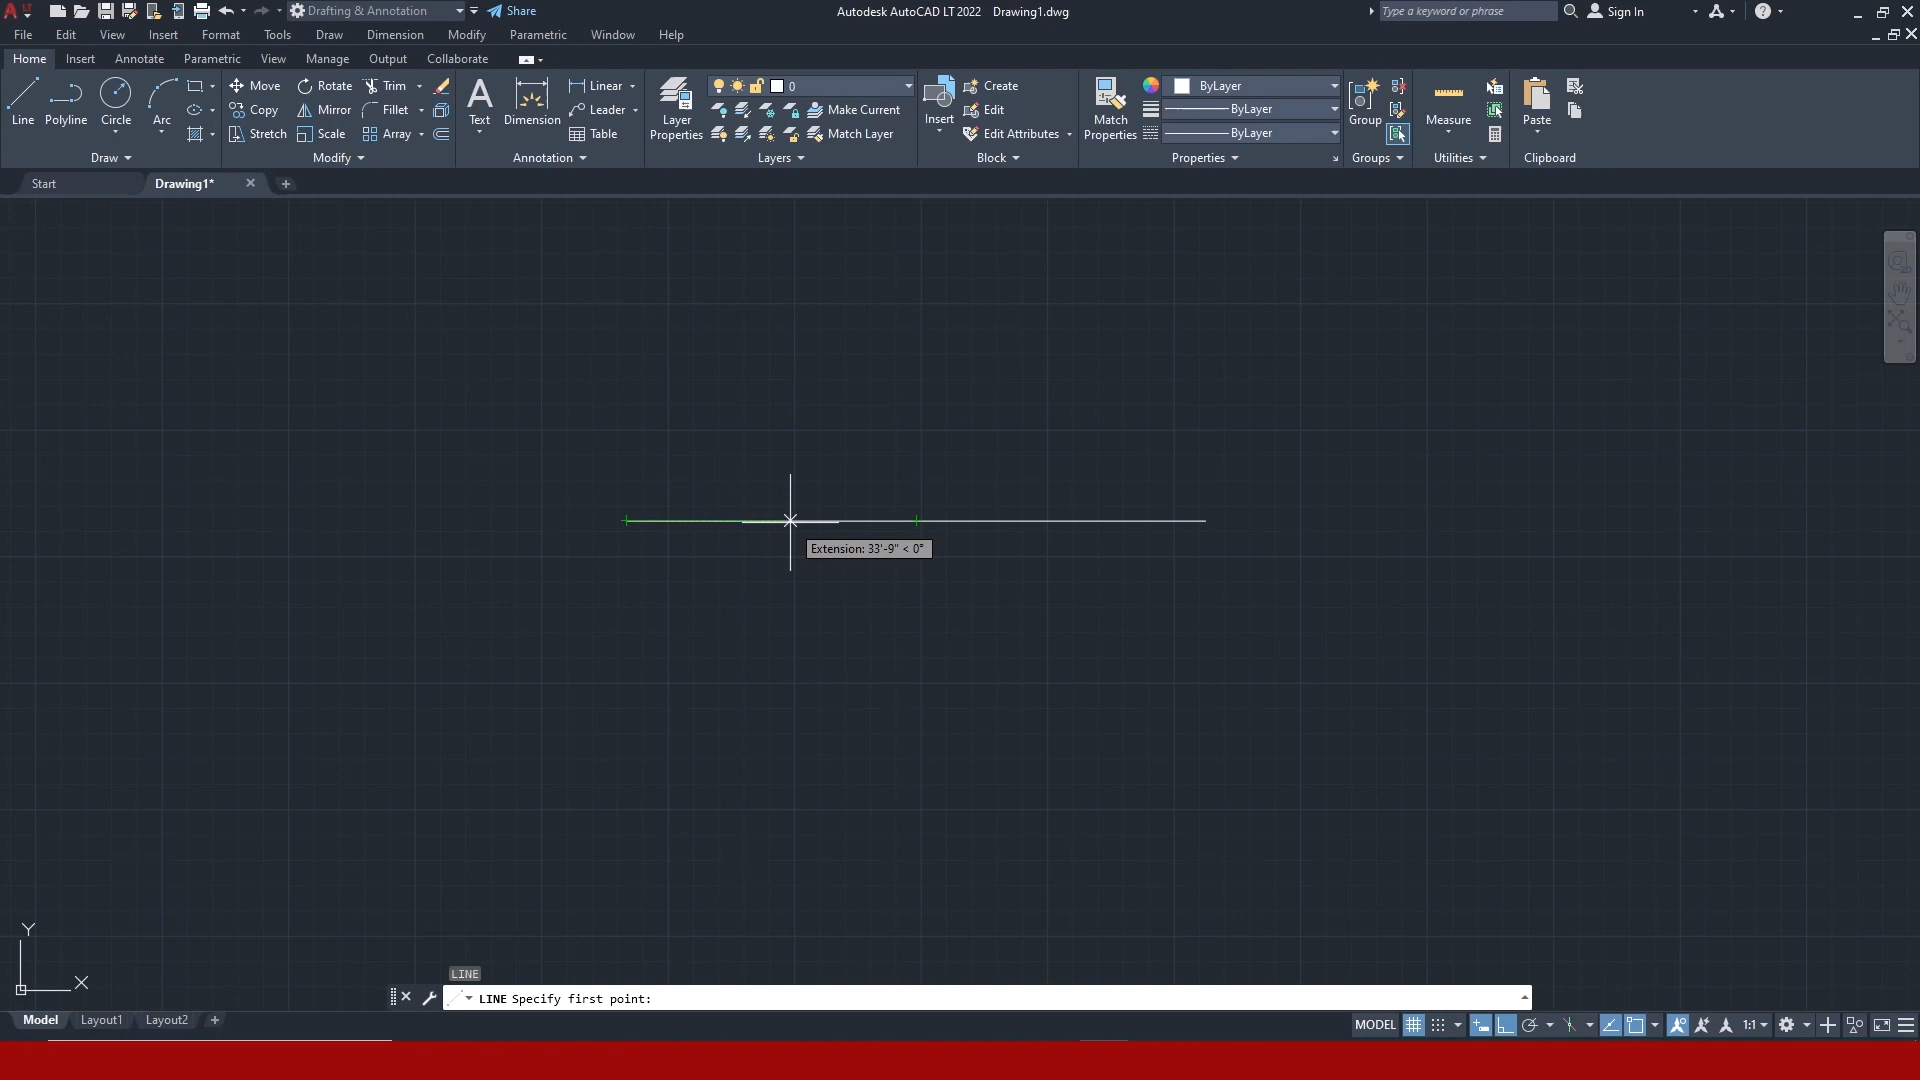 A LT Drafting & Annotation Share Autodesk AutoCAD LT 2022 Drawing1.dwg Type a keyword or phrase Sign In
File Edit View Insert Format Tools Draw Dimension Modify Parametric Window Help
Home Insert Annotate Parametric View Manage Output Collaborate
Move Rotate Trim Linear 0 Create ByLayer
Copy Mirror Fillet Leader Make Current Edit ByLayer
Line Polyline Circle Arc Text Dimension Layer Properties Insert Match Properties Group Measure Paste
Stretch Scale Array Table Match Layer Edit Attributes ByLayer
Draw Modify Annotation Layers Block Properties Groups Utilities Clipboard
Start Drawing1*
Extension: 33'-9" < 0°
Y
X
LINE
LINE Specify first point:
Model Layout1 Layout2 MODEL 1:1